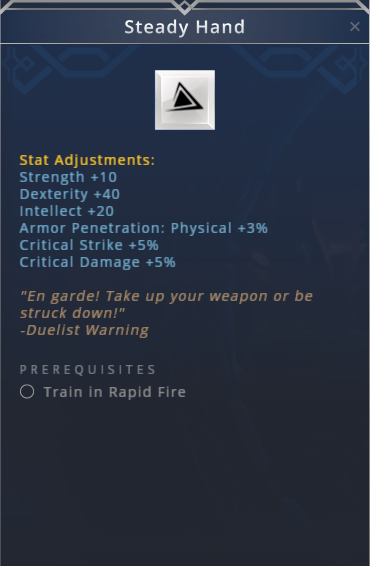 Steady Hand
Stat Adjustments:
Strength +10
Dexterity +40
Intellect +20
Armor Penetration: Physical +3%
Critical Strike +5%
Critical Damage +5%
"En garde! Take up your weapon or be
struck down!"
-Duelist Warning
PREREQUISITES
Train in Rapid Fire